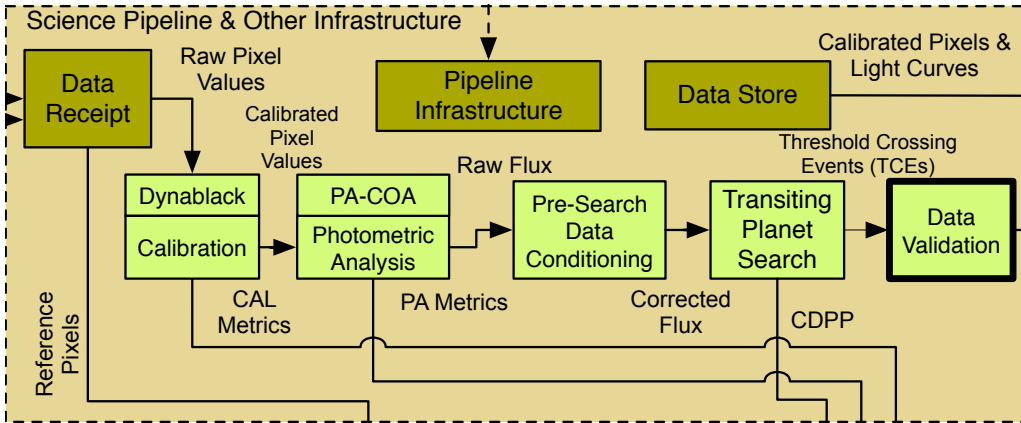 Science Pipeline & Other Infrastructure
Raw Pixel
Values
Data
Receipt
Pipeline
Infrastructure
Data Store
Calibrated Pixels &
Light Curves
Calibrated
Pixel
Values
Raw Flux
Threshold Crossing
Events (TCEs)
Dynablack
Calibration
PA-COA
Photometric
Analysis
Pre-Search
Data
Conditioning
Transiting
Planet
Search
Data
Validation
Reference
Pixels
CAL
Metrics
PA Metrics
Corrected
Flux
CDPP